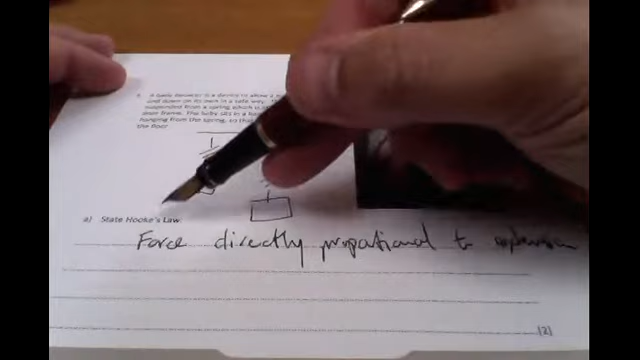 A baby bouncer is a device to allow a
and down on its own in a safe way.
suspended from a spring which is
door frame. The baby sits in a
hanging from the spring, so that
the floor
a) State Hooke's Law.
Force directly propational to extension
(2)